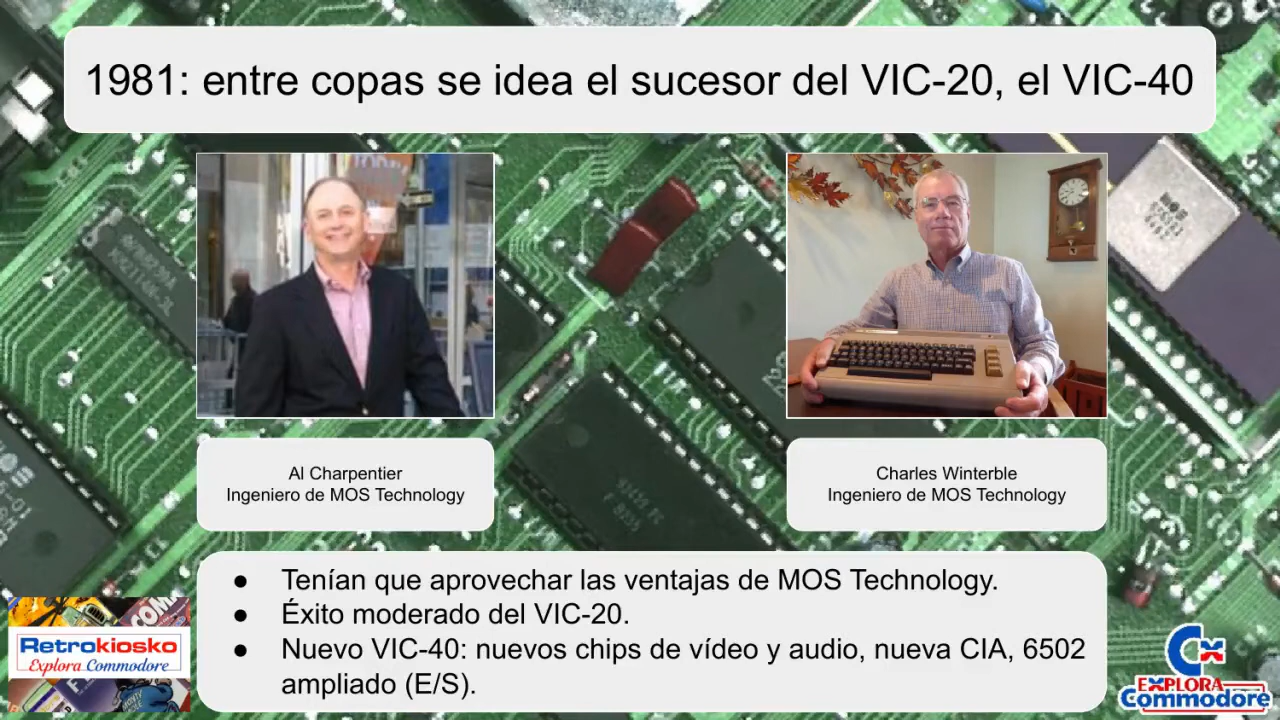 1981: entre copas se idea el sucesor del VIC-20, el VIC-40
Al Charpentier
Ingeniero de MOS Technology
Charles Winterble
Ingeniero de MOS Technology
● Tenían que aprovechar las ventajas de MOS Technology.
● Éxito moderado del VIC-20.
● Nuevo VIC-40: nuevos chips de vídeo y audio, nueva CIA, 6502
ampliado (E/S).
Retrokiosko
Explora Commodore
EXPLORA
Commodore